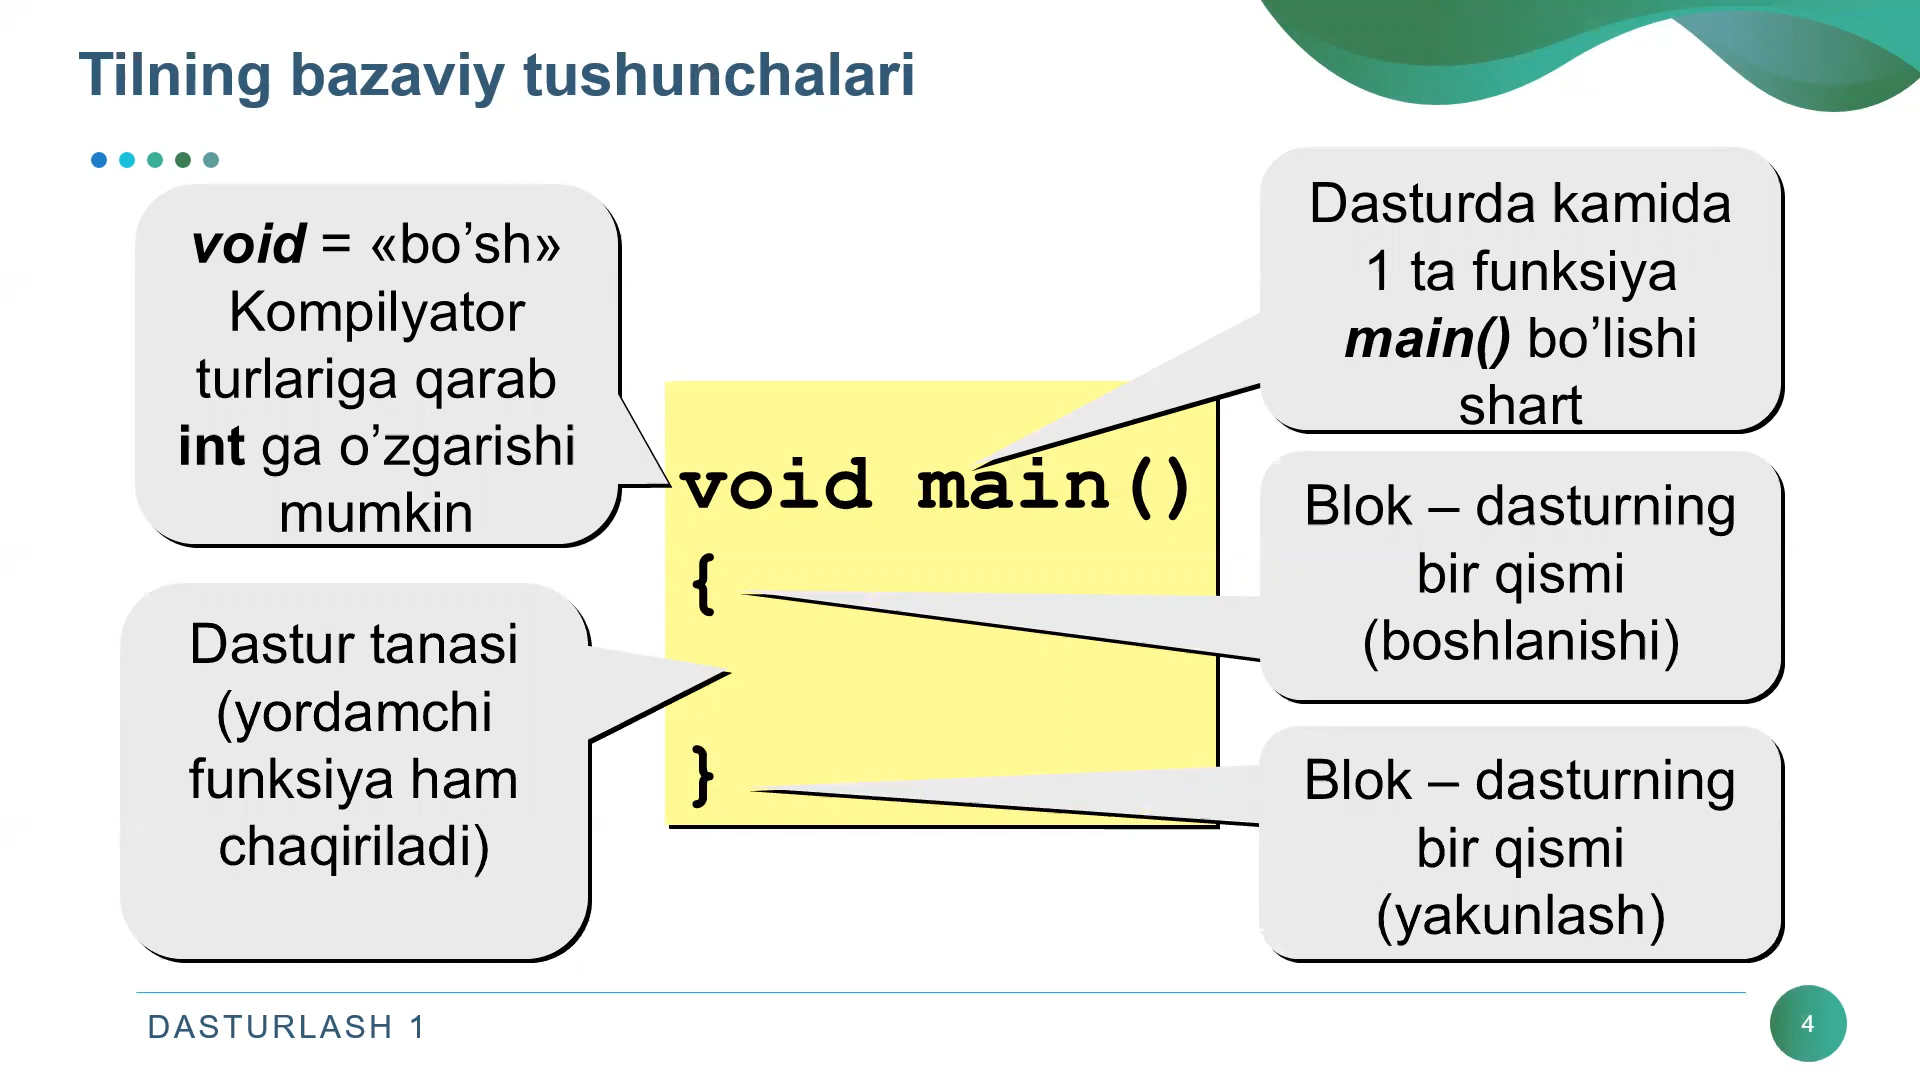 Tilning bazaviy tushunchalari
void = «bo’sh»
Kompilyator
turlariga qarab
int ga o’zgarishi
mumkin
Dasturda kamida
1 ta funksiya
main() bo’lishi
shart
void main()
{
}
Blok – dasturning
bir qismi
(boshlanishi)
Dastur tanasi
(yordamchi
funksiya ham
chaqiriladi)
Blok – dasturning
bir qismi
(yakunlash)
DASTURLASH 1
4